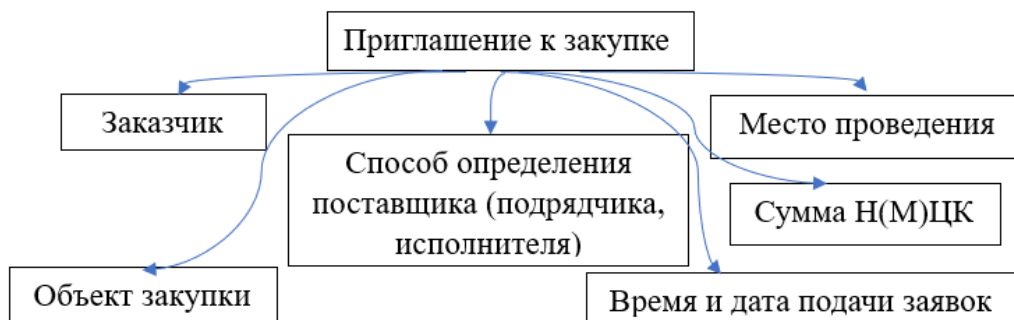 Приглашение к закупке
Заказчик
Место проведения
Способ определения
поставщика (подрядчика,
исполнителя)
Сумма Н(М)ЦК
Объект закупки
Время и дата подачи заявок